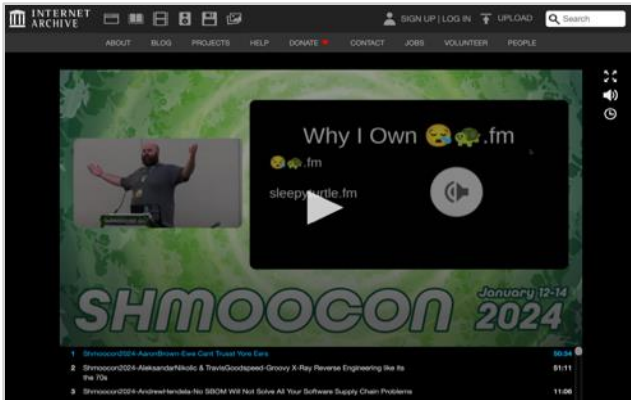 INTERNET
ARCHIVE
SIGN UP | LOG IN
UPLOAD
Search
ABOUT
BLOG
PROJECTS
HELP
DONATE
CONTACT
JOBS
VOLUNTEER
PEOPLE
Why I Own 😪🐢.fm
😪🐢.fm
sleepyturtle.fm
SHMOOCON
January 12-14
2024
1 Shmoocon2024-AaronBrown-Ewe Cant Truast Yore Ears 50:54
2 Shmoocon2024-AleksandarNikolic & TravisGoodspeed-Groovy X-Ray Reverse Engineering like its 51:11
the 70s
3 Shmoocon2024-AndrewHendela-No SBOM Will Not Solve All Your Software Supply Chain Problems 11:06